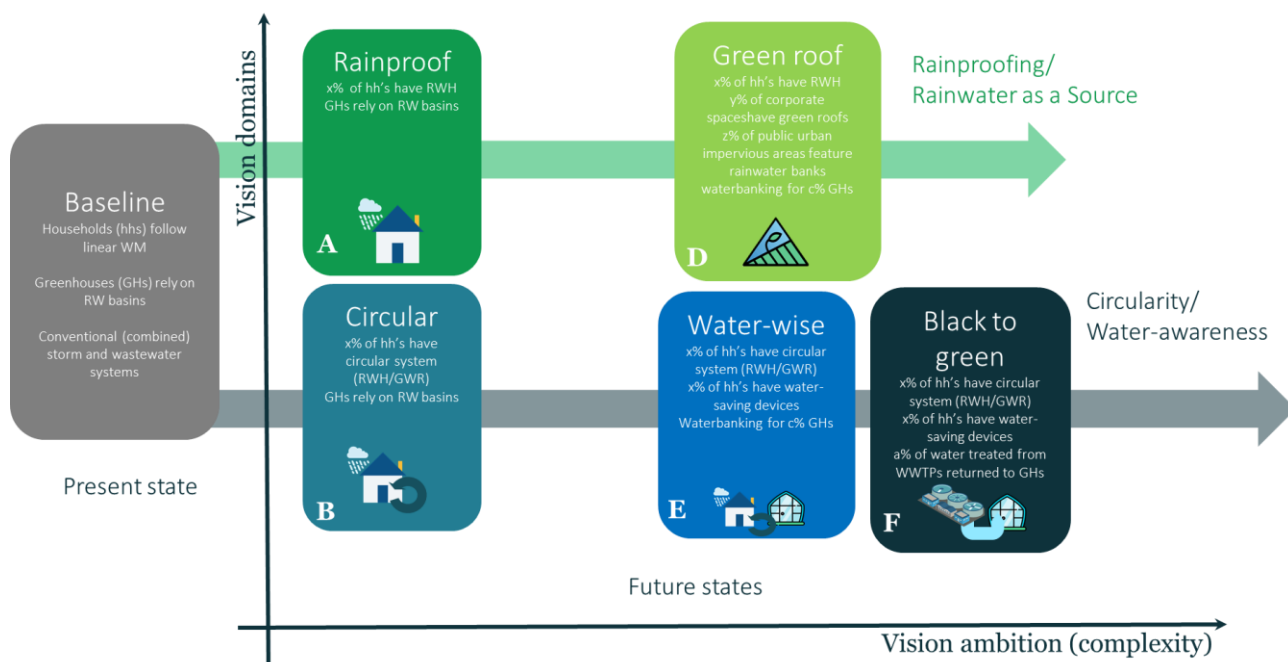 Vision domains
Baseline
Households (hhs) follow
linear WM
Greenhouses (GHs) rely on
RW basins
Conventional (combined)
storm and wastewater
systems
Present state
Rainproof
x% of hh's have RWH
GHs rely on RW basins
A
Green roof
x% of hh's have RWH
y% of corporate
spaceshave green roofs
z% of public urban
impervious areas feature
rainwater banks
waterbanking for c% GHs
D
Rainproofing/
Rainwater as a Source
Circular
x% of hh's have
circular system
(RWH/GWR)
GHs rely on RW basins
B
Water-wise
x% of hh's have circular
system (RWH/GWR)
x% of hh's have water-
saving devices
Waterbanking for c% GHs
E
Black to
green
x% of hh's have circular
system (RWH/GWR)
x% of hh's have water-
saving devices
a% of water treated from
WWTPs returned to GHs
F
Circularity/
Water-awareness
Future states
Vision ambition (complexity)